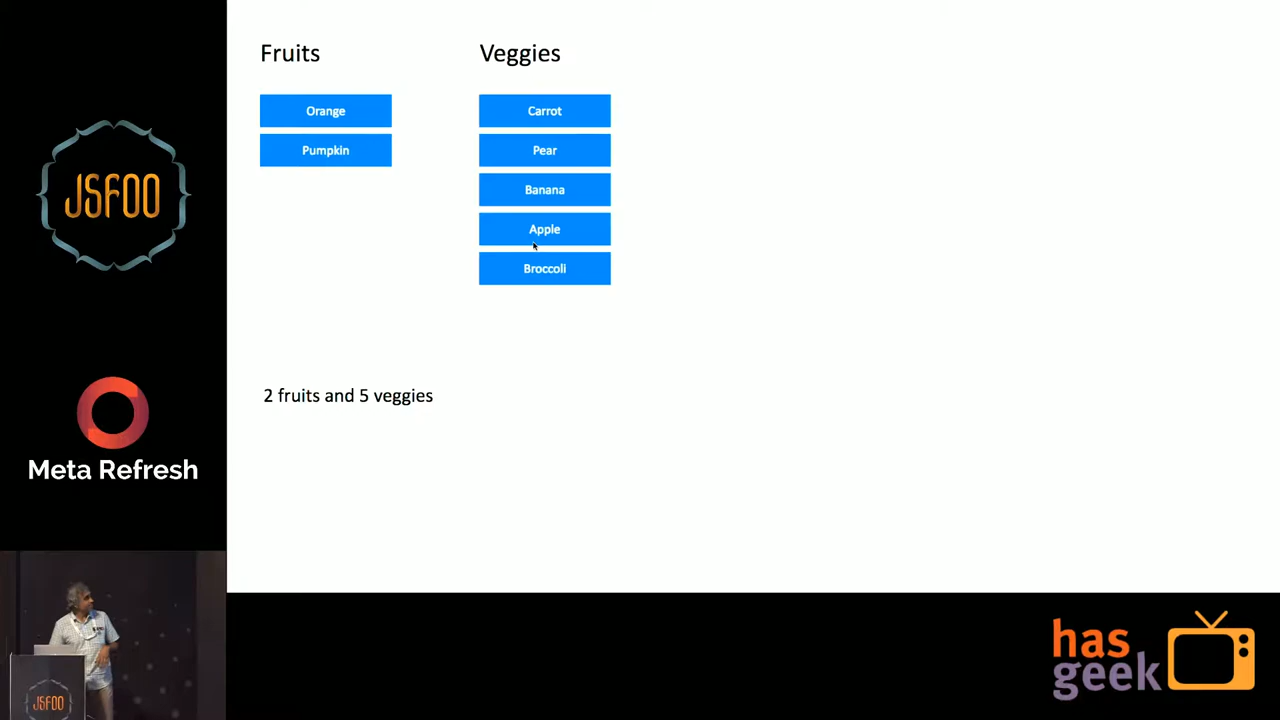 JSFOO
Meta Refresh
Fruits
Orange
Pumpkin
Veggies
Carrot
Pear
Banana
Apple
Broccoli
2 fruits and 5 veggies
JSFOO
has
geek